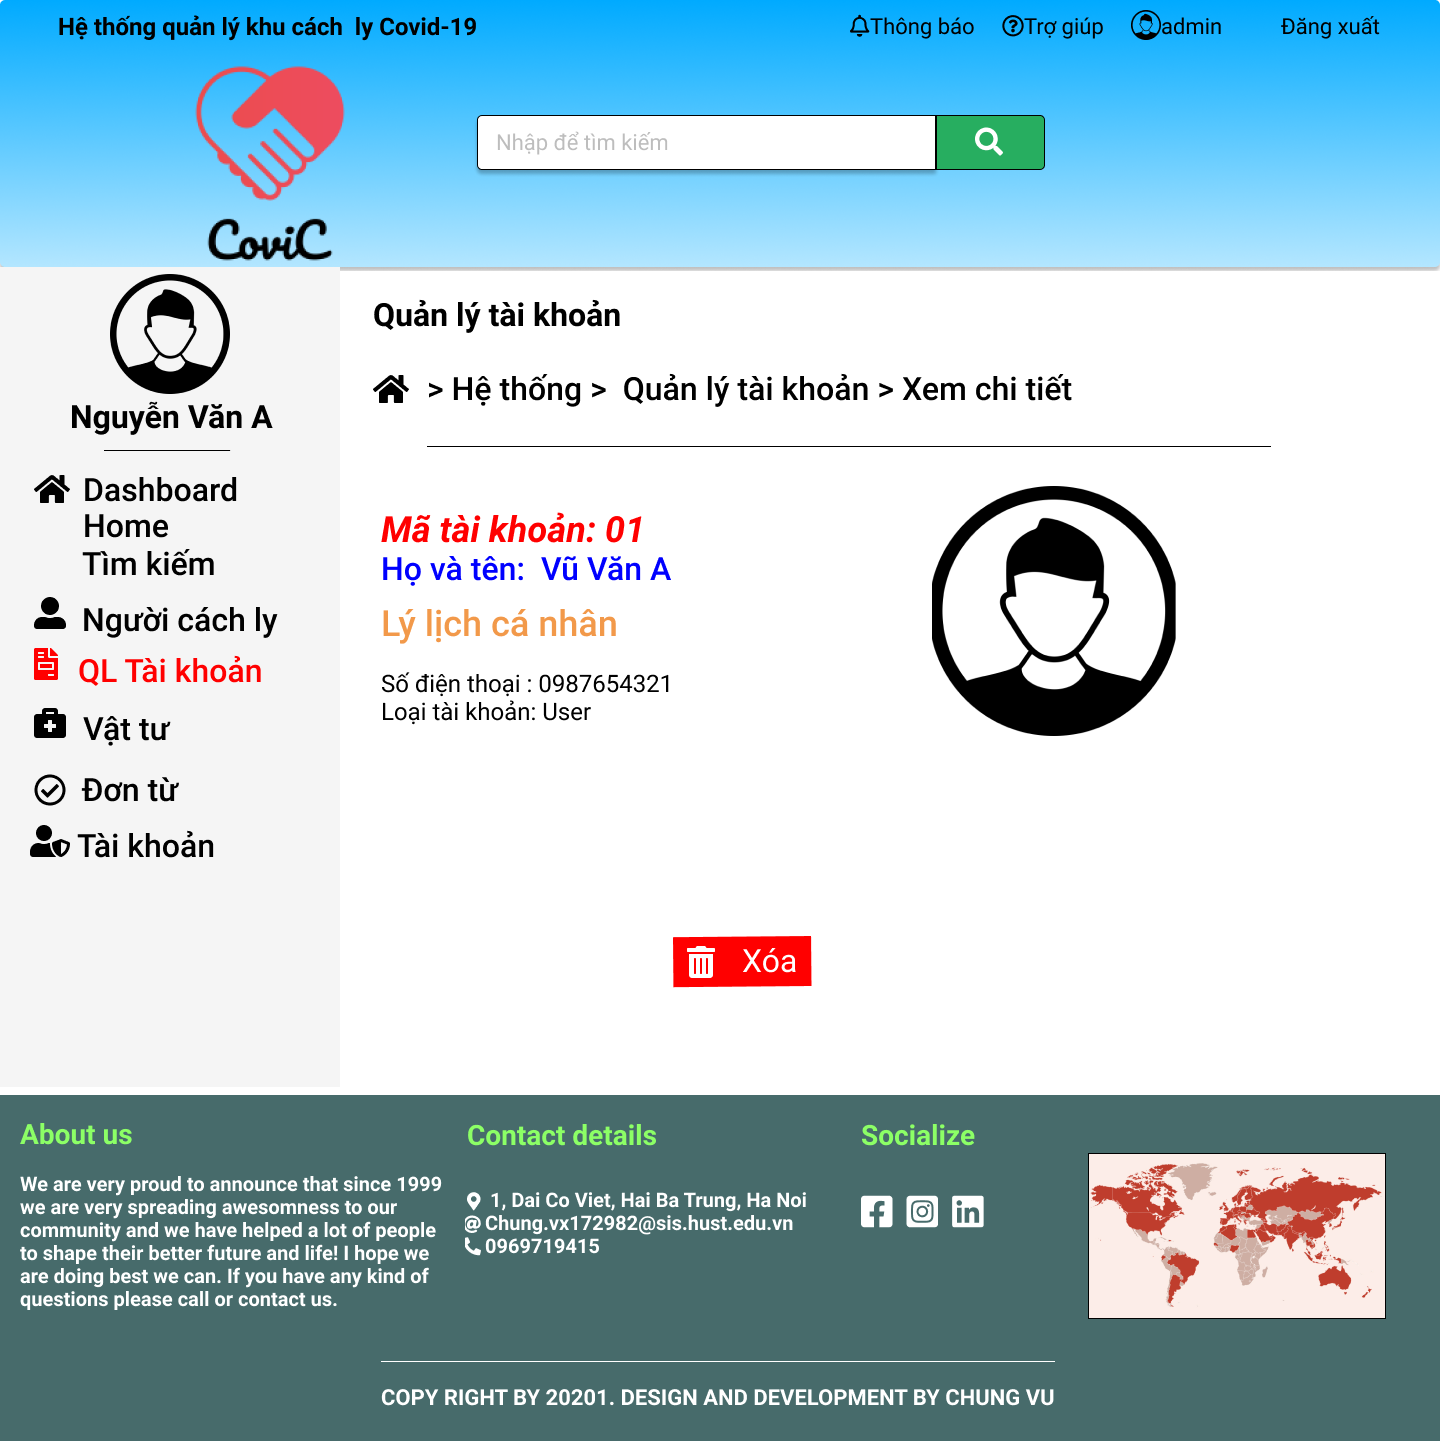 Hệ thống quản lý khu cách  ly Covid-19
Thông báo
Trợ giúp
admin
Đăng xuất
Nhập để tìm kiếm
CoviC
Nguyễn Văn A
Dashboard
Home
Tìm kiếm
Người cách ly
QL Tài khoản
Vật tư
Đơn từ
Tài khoản
Quản lý tài khoản
> Hệ thống >  Quản lý tài khoản > Xem chi tiết
Mã tài khoản: 01
Họ và tên:  Vũ Văn A
Lý lịch cá nhân
Số điện thoại : 0987654321
Loại tài khoản: User
Xóa
About us
We are very proud to announce that since 1999
we are very spreading awesomness to our
community and we have helped a lot of people
to shape their better future and life! I hope we
are doing best we can. If you have any kind of
questions please call or contact us.
Contact details
1, Dai Co Viet, Hai Ba Trung, Ha Noi
@ Chung.vx172982@sis.hust.edu.vn
0969719415
Socialize
COPY RIGHT BY 20201. DESIGN AND DEVELOPMENT BY CHUNG VU